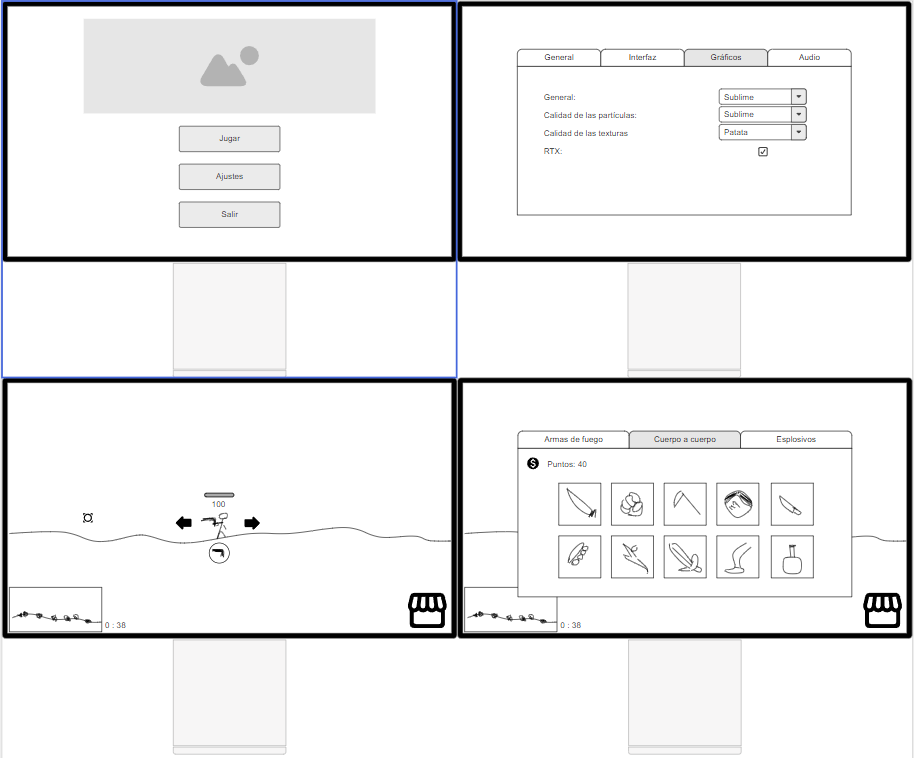 Jugar
Ajustes
Salir
General Interfaz Gráficos Audio
General: Sublime
Calidad de las partículas: Sublime
Calidad de las texturas Patata
RTX:
100
0 : 38
Armas de fuego Cuerpo a cuerpo Esplosivos
$ Puntos: 40
0 : 38